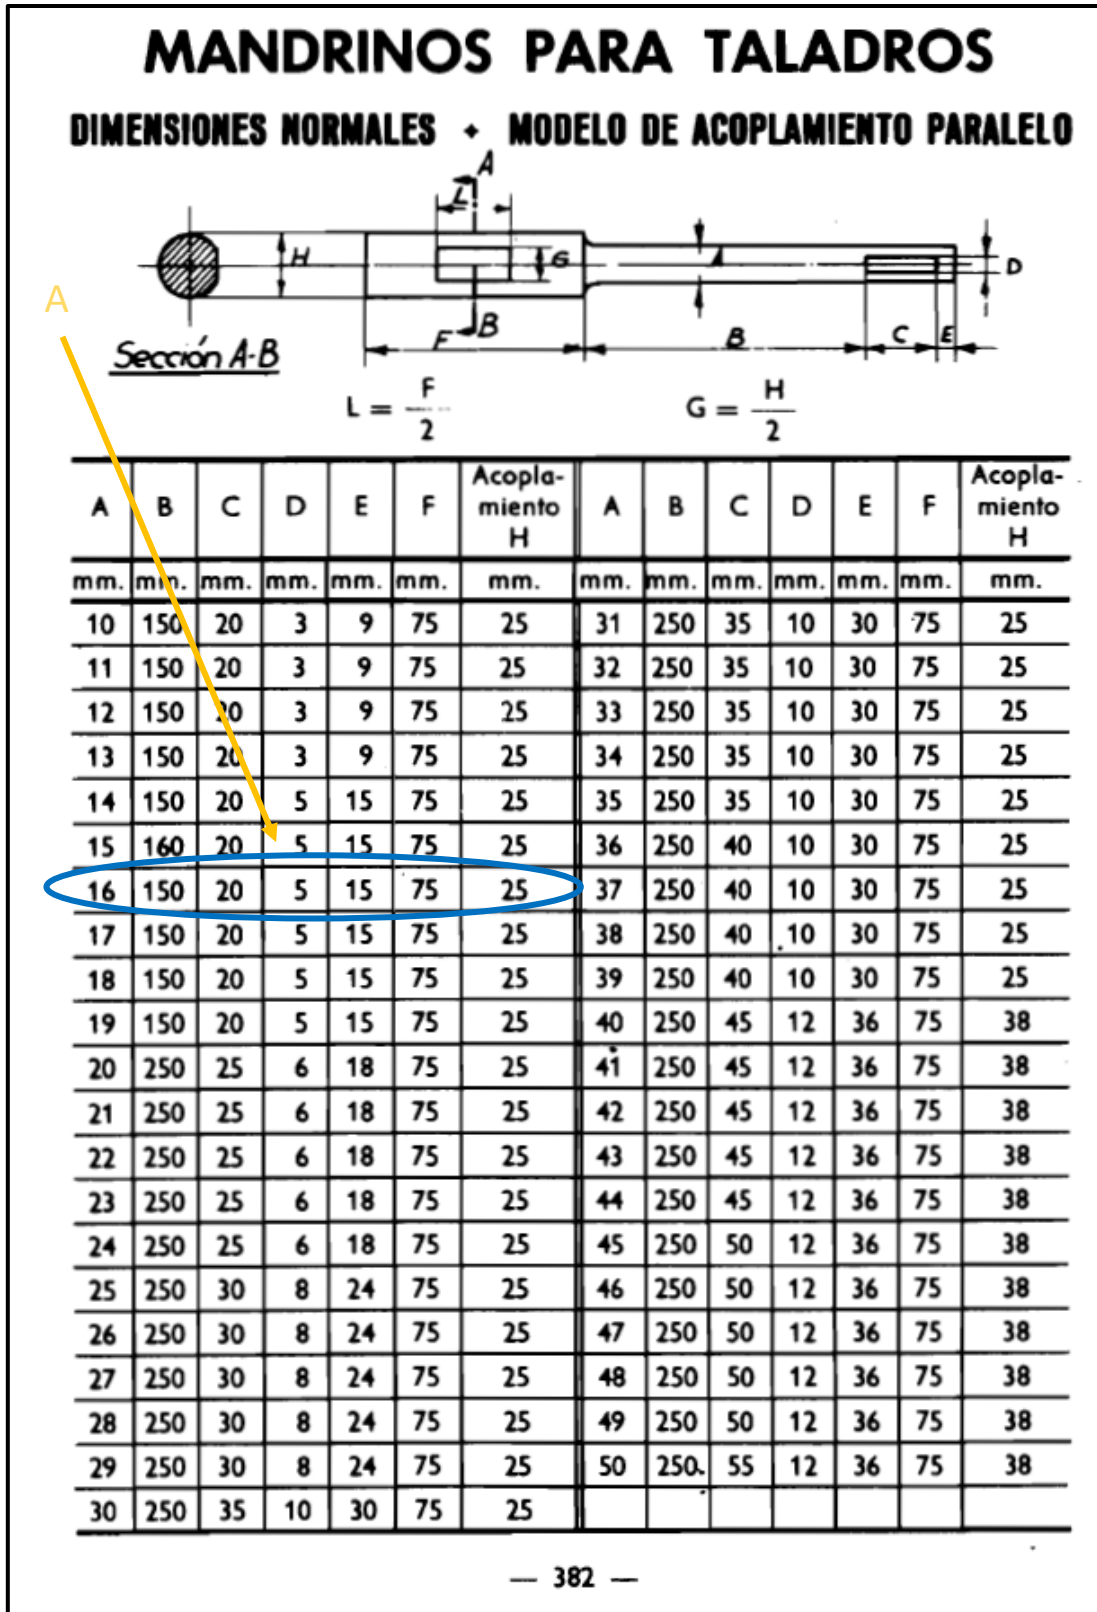 MANDRINOS PARA TALADROS
DIMENSIONES NORMALES • MODELO DE ACOPLAMIENTO PARALELO
A
L
H
G
A
D
A
B
F
B
C
E
Sección A-B
L = F/2
G = H/2
A B C D E F Acopla-miento H A B C D E F Acopla-miento H
mm. mm. mm. mm. mm. mm. mm. mm. mm. mm. mm. mm. mm. mm.
10 150 20 3 9 75 25 31 250 35 10 30 75 25
11 150 20 3 9 75 25 32 250 35 10 30 75 25
12 150 20 3 9 75 25 33 250 35 10 30 75 25
13 150 20 3 9 75 25 34 250 35 10 30 75 25
14 150 20 5 15 75 25 35 250 35 10 30 75 25
15 160 20 5 15 75 25 36 250 40 10 30 75 25
16 150 20 5 15 75 25 37 250 40 10 30 75 25
17 150 20 5 15 75 25 38 250 40 10 30 75 25
18 150 20 5 15 75 25 39 250 40 10 30 75 25
19 150 20 5 15 75 25 40 250 45 12 36 75 38
20 250 25 6 18 75 25 41 250 45 12 36 75 38
21 250 25 6 18 75 25 42 250 45 12 36 75 38
22 250 25 6 18 75 25 43 250 45 12 36 75 38
23 250 25 6 18 75 25 44 250 45 12 36 75 38
24 250 25 6 18 75 25 45 250 50 12 36 75 38
25 250 30 8 24 75 25 46 250 50 12 36 75 38
26 250 30 8 24 75 25 47 250 50 12 36 75 38
27 250 30 8 24 75 25 48 250 50 12 36 75 38
28 250 30 8 24 75 25 49 250 50 12 36 75 38
29 250 30 8 24 75 25 50 250 55 12 36 75 38
30 250 35 10 30 75 25
— 382 —